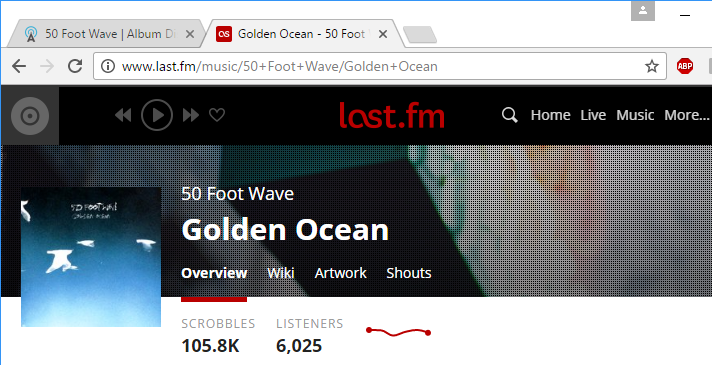 50 Foot Wave | Album Di
OS Golden Ocean - 50 Foot
www.last.fm/music/50+Foot+Wave/Golden+Ocean
ABP
last.fm
Home Live Music More...
50 FOOT WAVE
GOLDEN OCEAN
50 Foot Wave
Golden Ocean
Overview Wiki Artwork Shouts
SCROBBLES LISTENERS
105.8K 6,025